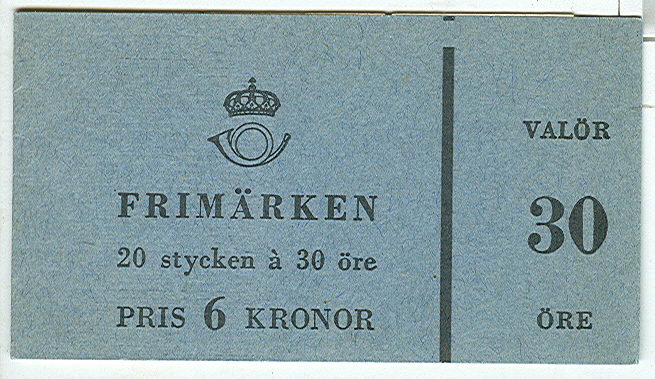 FRIMÄRKEN
20 stycken à 30 öre
PRIS 6 KRONOR
VALÖR
30
ÖRE